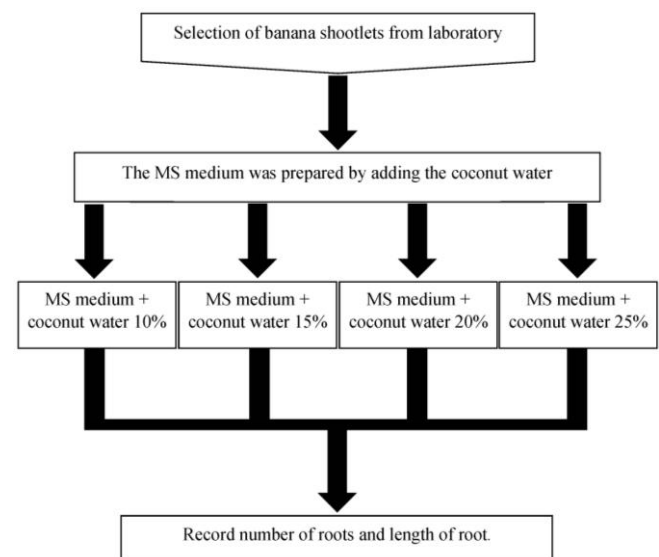 Selection of banana shootlets from laboratory
The MS medium was prepared by adding the coconut water
MS medium +
coconut water 10%
MS medium +
coconut water 15%
MS medium +
coconut water 20%
MS medium +
coconut water 25%
Record number of roots and length of root.